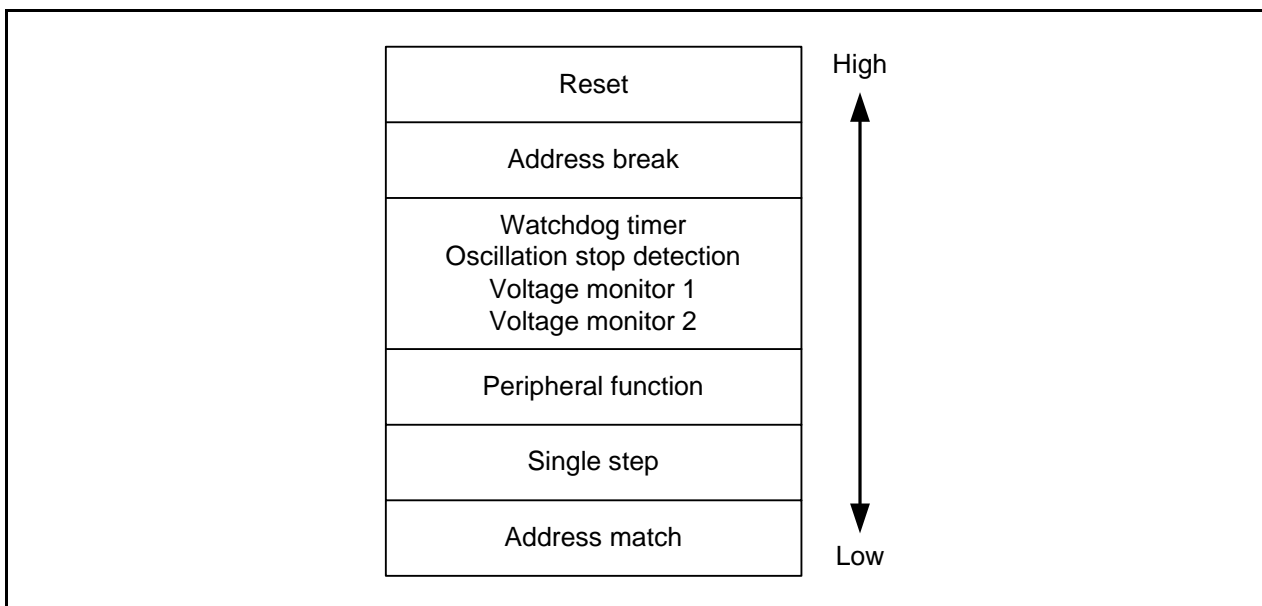 Reset
High
Address break
Watchdog timer
Oscillation stop detection
Voltage monitor 1
Voltage monitor 2
Peripheral function
Single step
Address match
Low